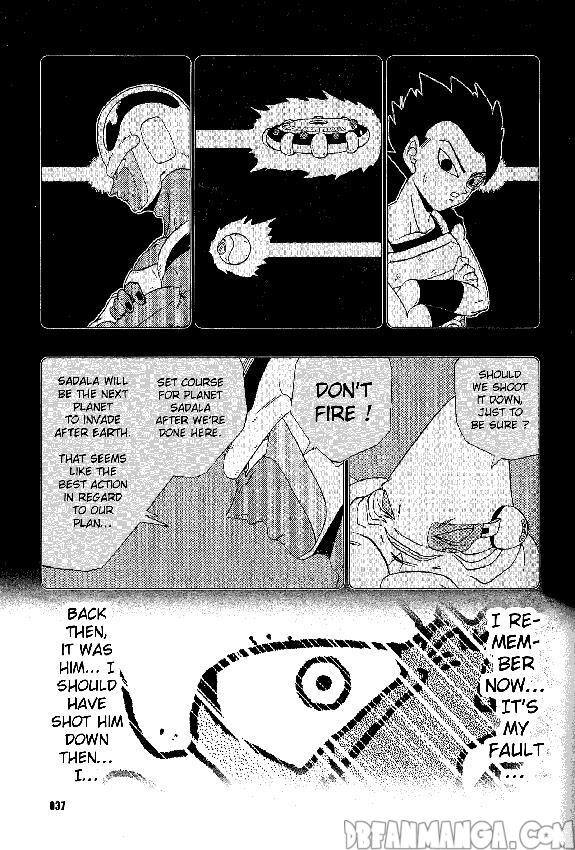 SHOULD
WE SHOOT
IT DOWN,
JUST TO
BE SURE ?
DON'T
FIRE !
SET COURSE
FOR PLANET
SADALA
AFTER WE'RE
DONE HERE.
SADALA WILL
BE THE NEXT
PLANET
TO INVADE
AFTER EARTH.
THAT SEEMS
LIKE THE
BEST ACTION
IN REGARD
TO OUR
PLAN...
I RE-
MEM-
BER
NOW...
IT'S
MY
FAULT
...
BACK
THEN,
IT WAS
HIM... I
SHOULD
HAVE
SHOT HIM
DOWN
THEN...
I...
037
DBFANMANGA.COM